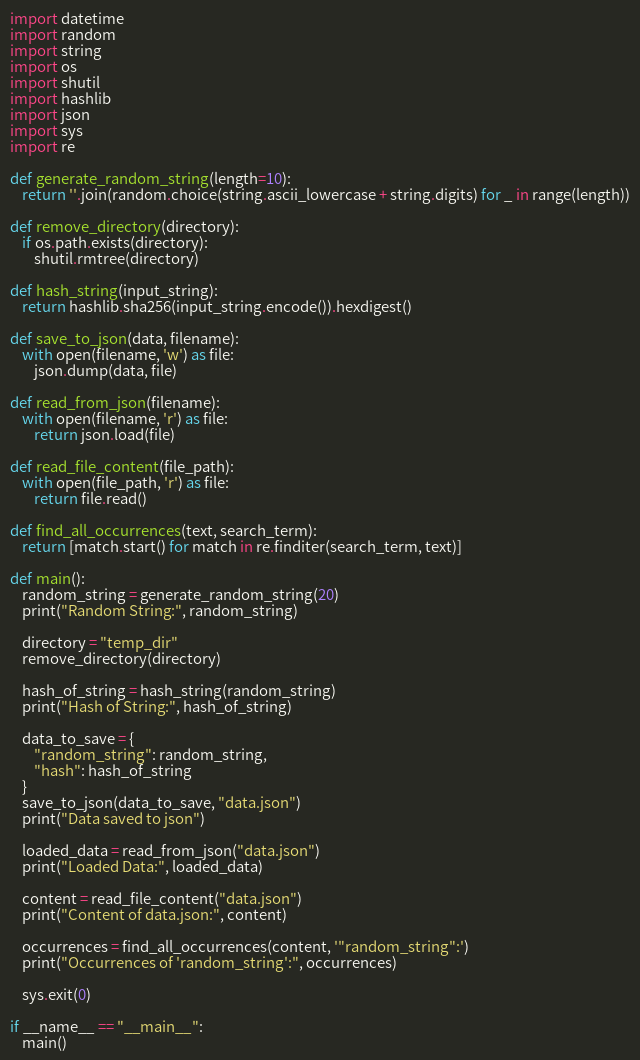 import datetime
import random
import string
import os
import shutil
import hashlib
import json
import sys
import re

def generate_random_string(length=10):
    return ''.join(random.choice(string.ascii_lowercase + string.digits) for _ in range(length))

def remove_directory(directory):
    if os.path.exists(directory):
        shutil.rmtree(directory)

def hash_string(input_string):
    return hashlib.sha256(input_string.encode()).hexdigest()

def save_to_json(data, filename):
    with open(filename, 'w') as file:
        json.dump(data, file)

def read_from_json(filename):
    with open(filename, 'r') as file:
        return json.load(file)

def read_file_content(file_path):
    with open(file_path, 'r') as file:
        return file.read()

def find_all_occurrences(text, search_term):
    return [match.start() for match in re.finditer(search_term, text)]

def main():
    random_string = generate_random_string(20)
    print("Random String:", random_string)

    directory = "temp_dir"
    remove_directory(directory)

    hash_of_string = hash_string(random_string)
    print("Hash of String:", hash_of_string)

    data_to_save = {
        "random_string": random_string,
        "hash": hash_of_string
    }
    save_to_json(data_to_save, "data.json")
    print("Data saved to json")

    loaded_data = read_from_json("data.json")
    print("Loaded Data:", loaded_data)

    content = read_file_content("data.json")
    print("Content of data.json:", content)

    occurrences = find_all_occurrences(content, '"random_string":')
    print("Occurrences of 'random_string':", occurrences)

    sys.exit(0)

if __name__ == "__main__":
    main()